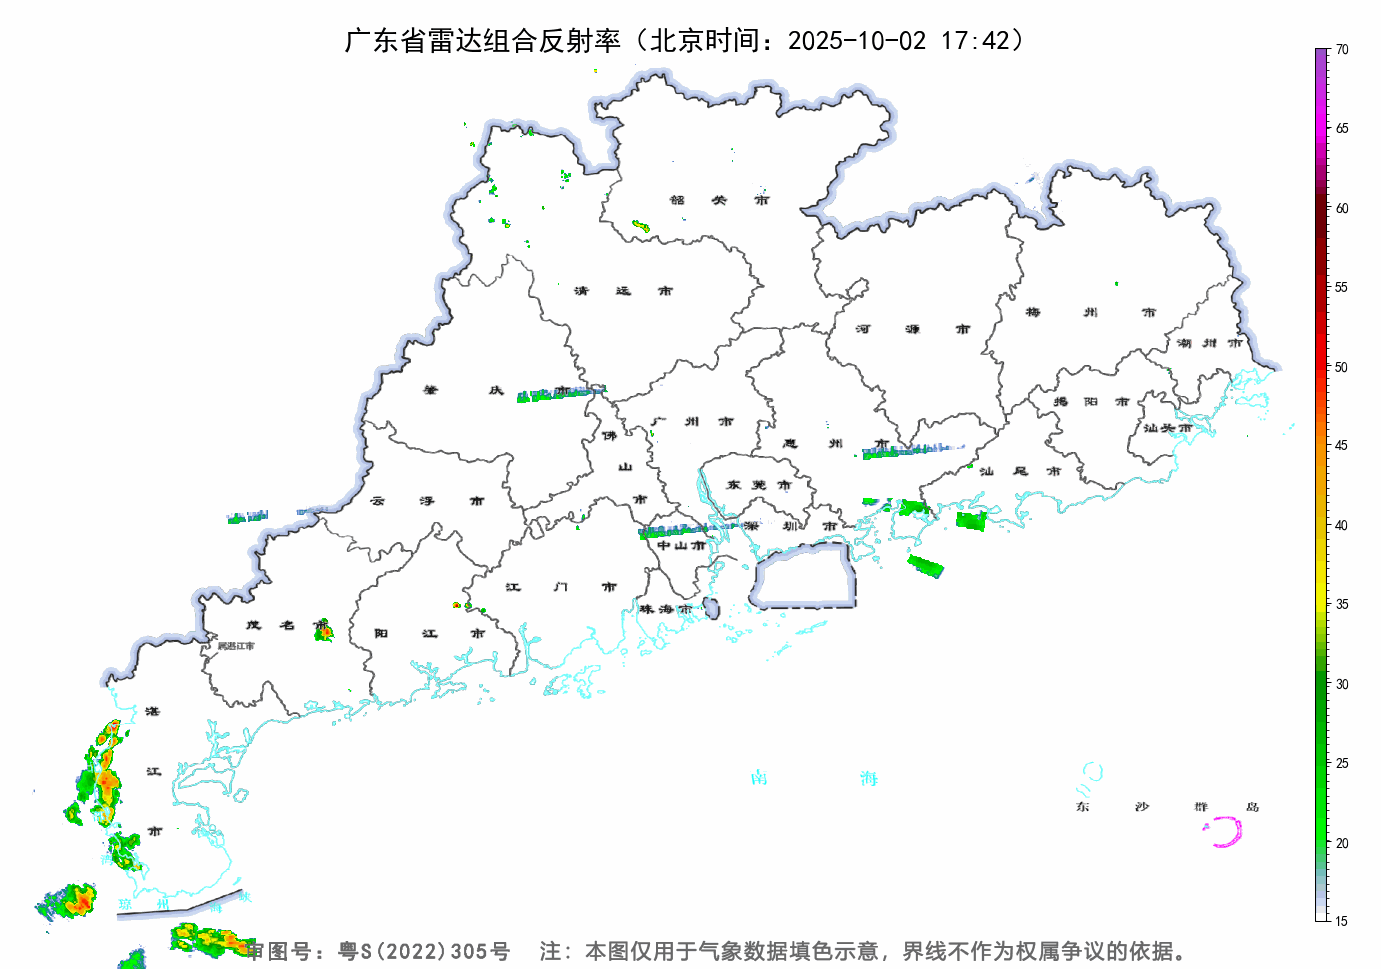 广东省雷达组合反射率（北京时间：2025-10-02 17:42）
70
65
60
55
50
45
40
35
30
25
20
15
韶 关 市
清 远 市
河 源 市
梅 州 市
潮 州 市
肇 庆 市
广 州 市
揭 阳 市
汕头市
佛 山 市
惠 州 市
东 莞 市
汕 尾 市
云 浮 市
深 圳 市
中山市
江 门 市
珠海市
茂 名 市
阳 江 市
属湛江市
湛 江 市
南 海
东 沙 群 岛
海
琼 州 海 峡
审图号：粤S(2022)305号 注：本图仅用于气象数据填色示意，界线不作为权属争议的依据。